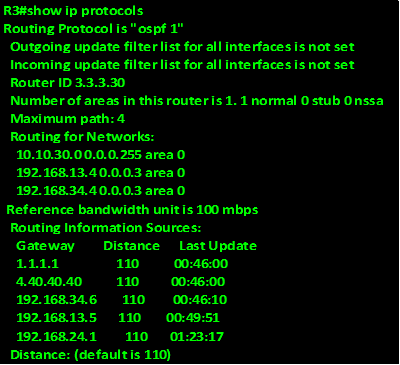 R3#show ip protocols
Routing Protocol is "ospf 1"
Outgoing update filter list for all interfaces is not set
Incoming update filter list for all interfaces is not set
Router ID 3.3.3.30
Number of areas in this router is 1. 1 normal 0 stub 0 nssa
Maximum path: 4
Routing for Networks:
10.10.30.0 0.0.0.255 area 0
192.168.13.4 0.0.0.3 area 0
192.168.34.4 0.0.0.3 area 0
Reference bandwidth unit is 100 mbps
Routing Information Sources:
Gateway Distance Last Update
1.1.1.1 110 00:46:00
4.40.40.40 110 00:46:00
192.168.34.6 110 00:46:10
192.168.13.5 110 00:49:51
192.168.24.1 110 01:23:17
Distance: (default is 110)